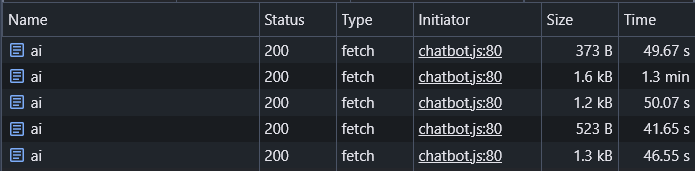 Name Status Type Initiator Size Time
ai 200 fetch chatbot.js:80 373 B 49.67 s
ai 200 fetch chatbot.js:80 1.6 kB 1.3 min
ai 200 fetch chatbot.js:80 1.2 kB 50.07 s
ai 200 fetch chatbot.js:80 523 B 41.65 s
ai 200 fetch chatbot.js:80 1.3 kB 46.55 s